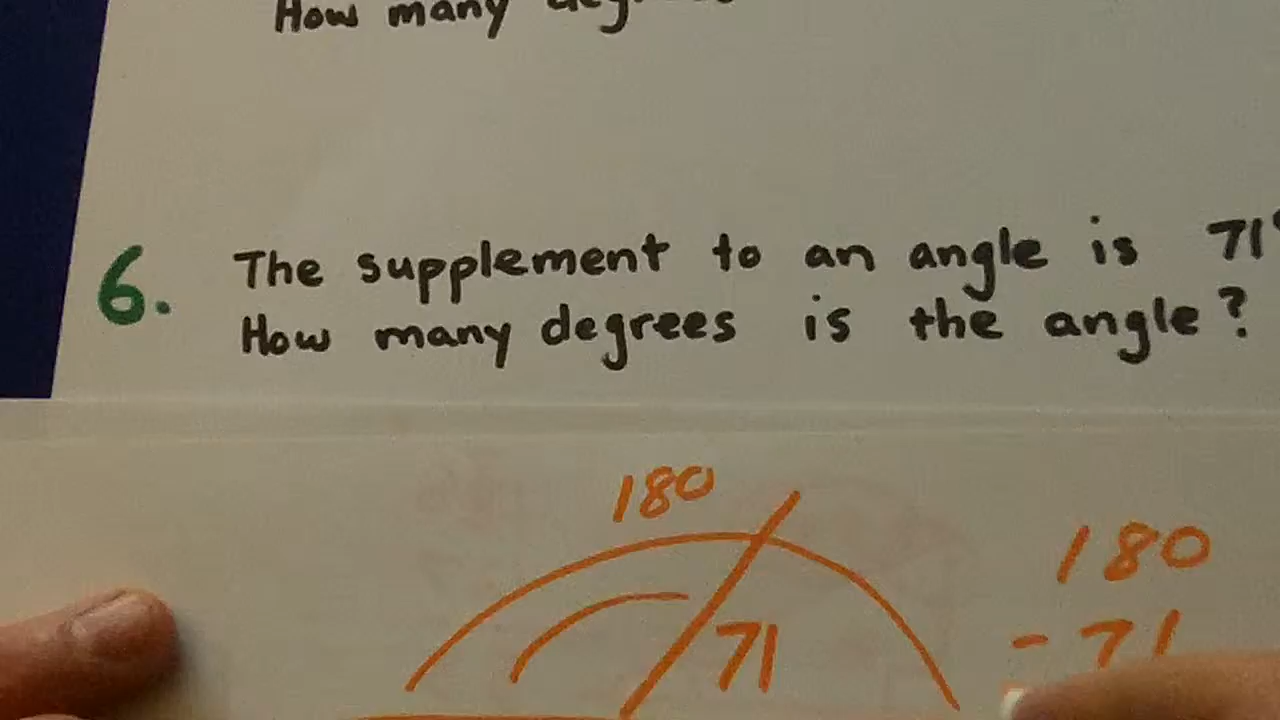 How many
6. The supplement to an angle is 71°
How many degrees is the angle?
180
180
- 71
71